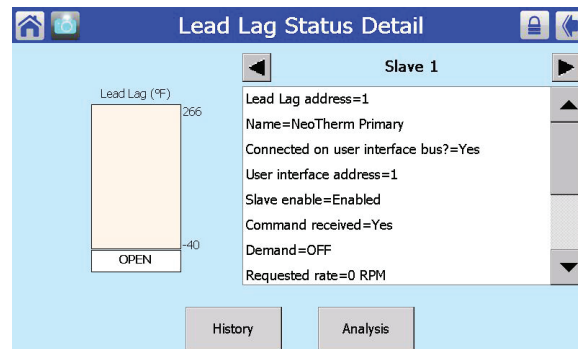 Lead Lag Status Detail
Slave 1
Lead Lag (°F)
266
-40
OPEN
Lead Lag address=1
Name=NeoTherm Primary
Connected on user interface bus?=Yes
User interface address=1
Slave enable=Enabled
Command received=Yes
Demand=OFF
Requested rate=0 RPM
History
Analysis